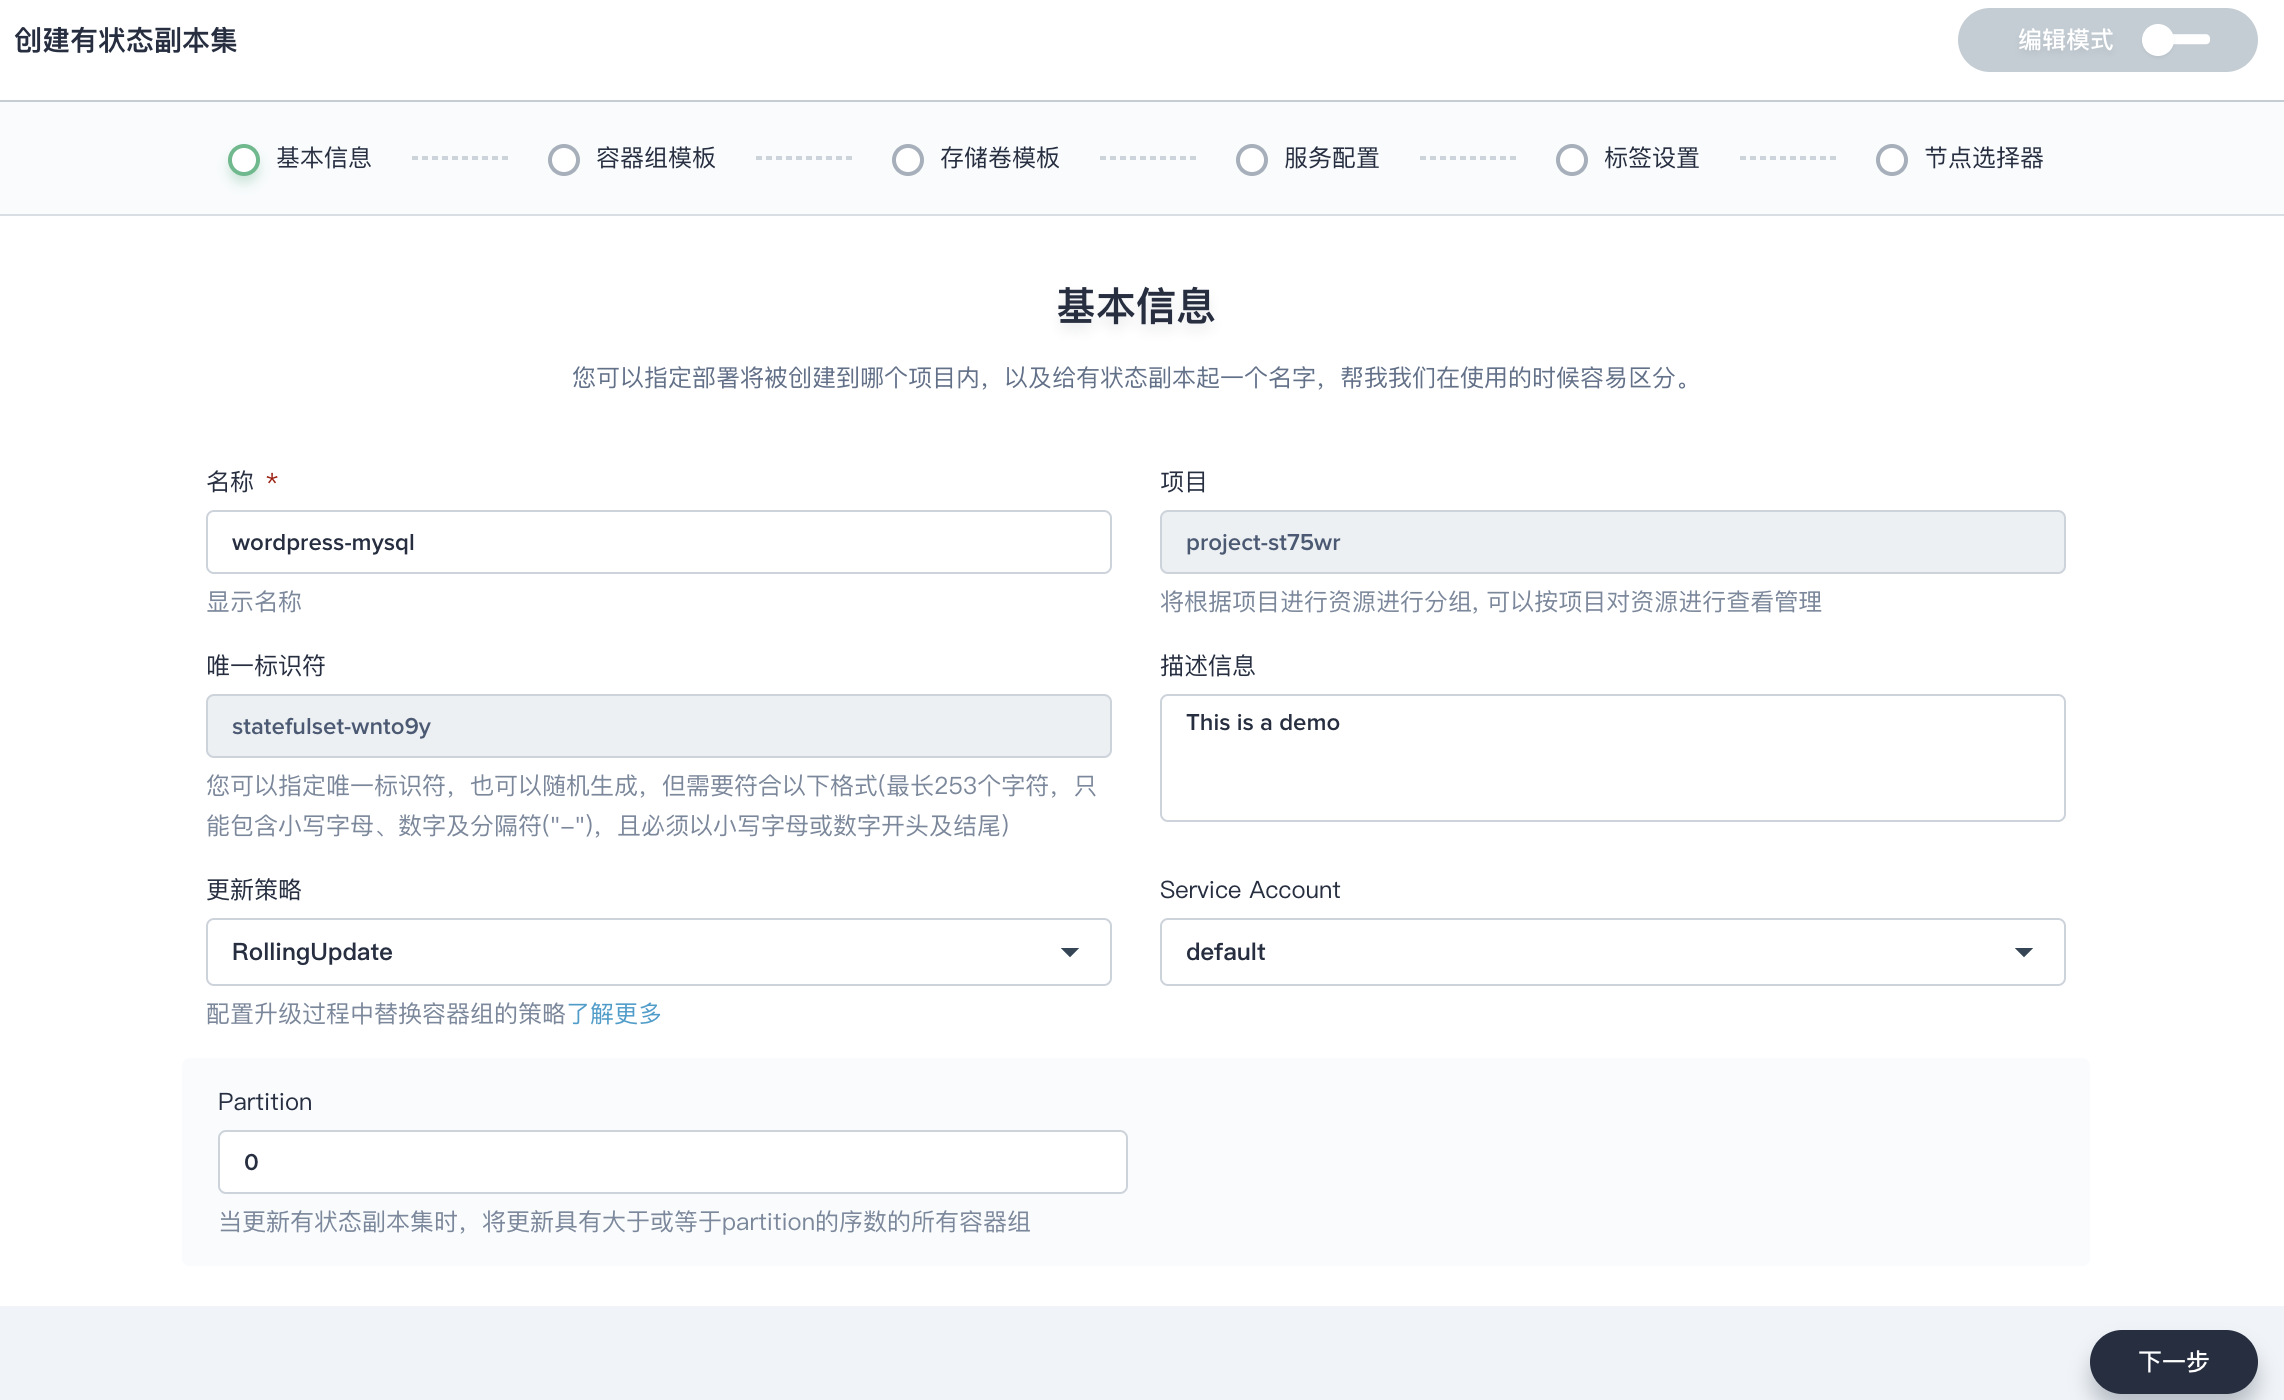 创建有状态副本集
编辑模式
基本信息
容器组模板
存储卷模板
服务配置
标签设置
节点选择器
基本信息
您可以指定部署将被创建到哪个项目内，以及给有状态副本起一个名字，帮我我们在使用的时候容易区分。
名称 *
项目
wordpress-mysql
project-st75wr
显示名称
将根据项目进行资源进行分组, 可以按项目对资源进行查看管理
唯一标识符
描述信息
statefulset-wnto9y
This is a demo
您可以指定唯一标识符，也可以随机生成，但需要符合以下格式(最长253个字符，只
能包含小写字母、数字及分隔符("-")，且必须以小写字母或数字开头及结尾)
更新策略
Service Account
RollingUpdate
default
配置升级过程中替换容器组的策略了解更多
Partition
0
当更新有状态副本集时，将更新具有大于或等于partition的序数的所有容器组
下一步